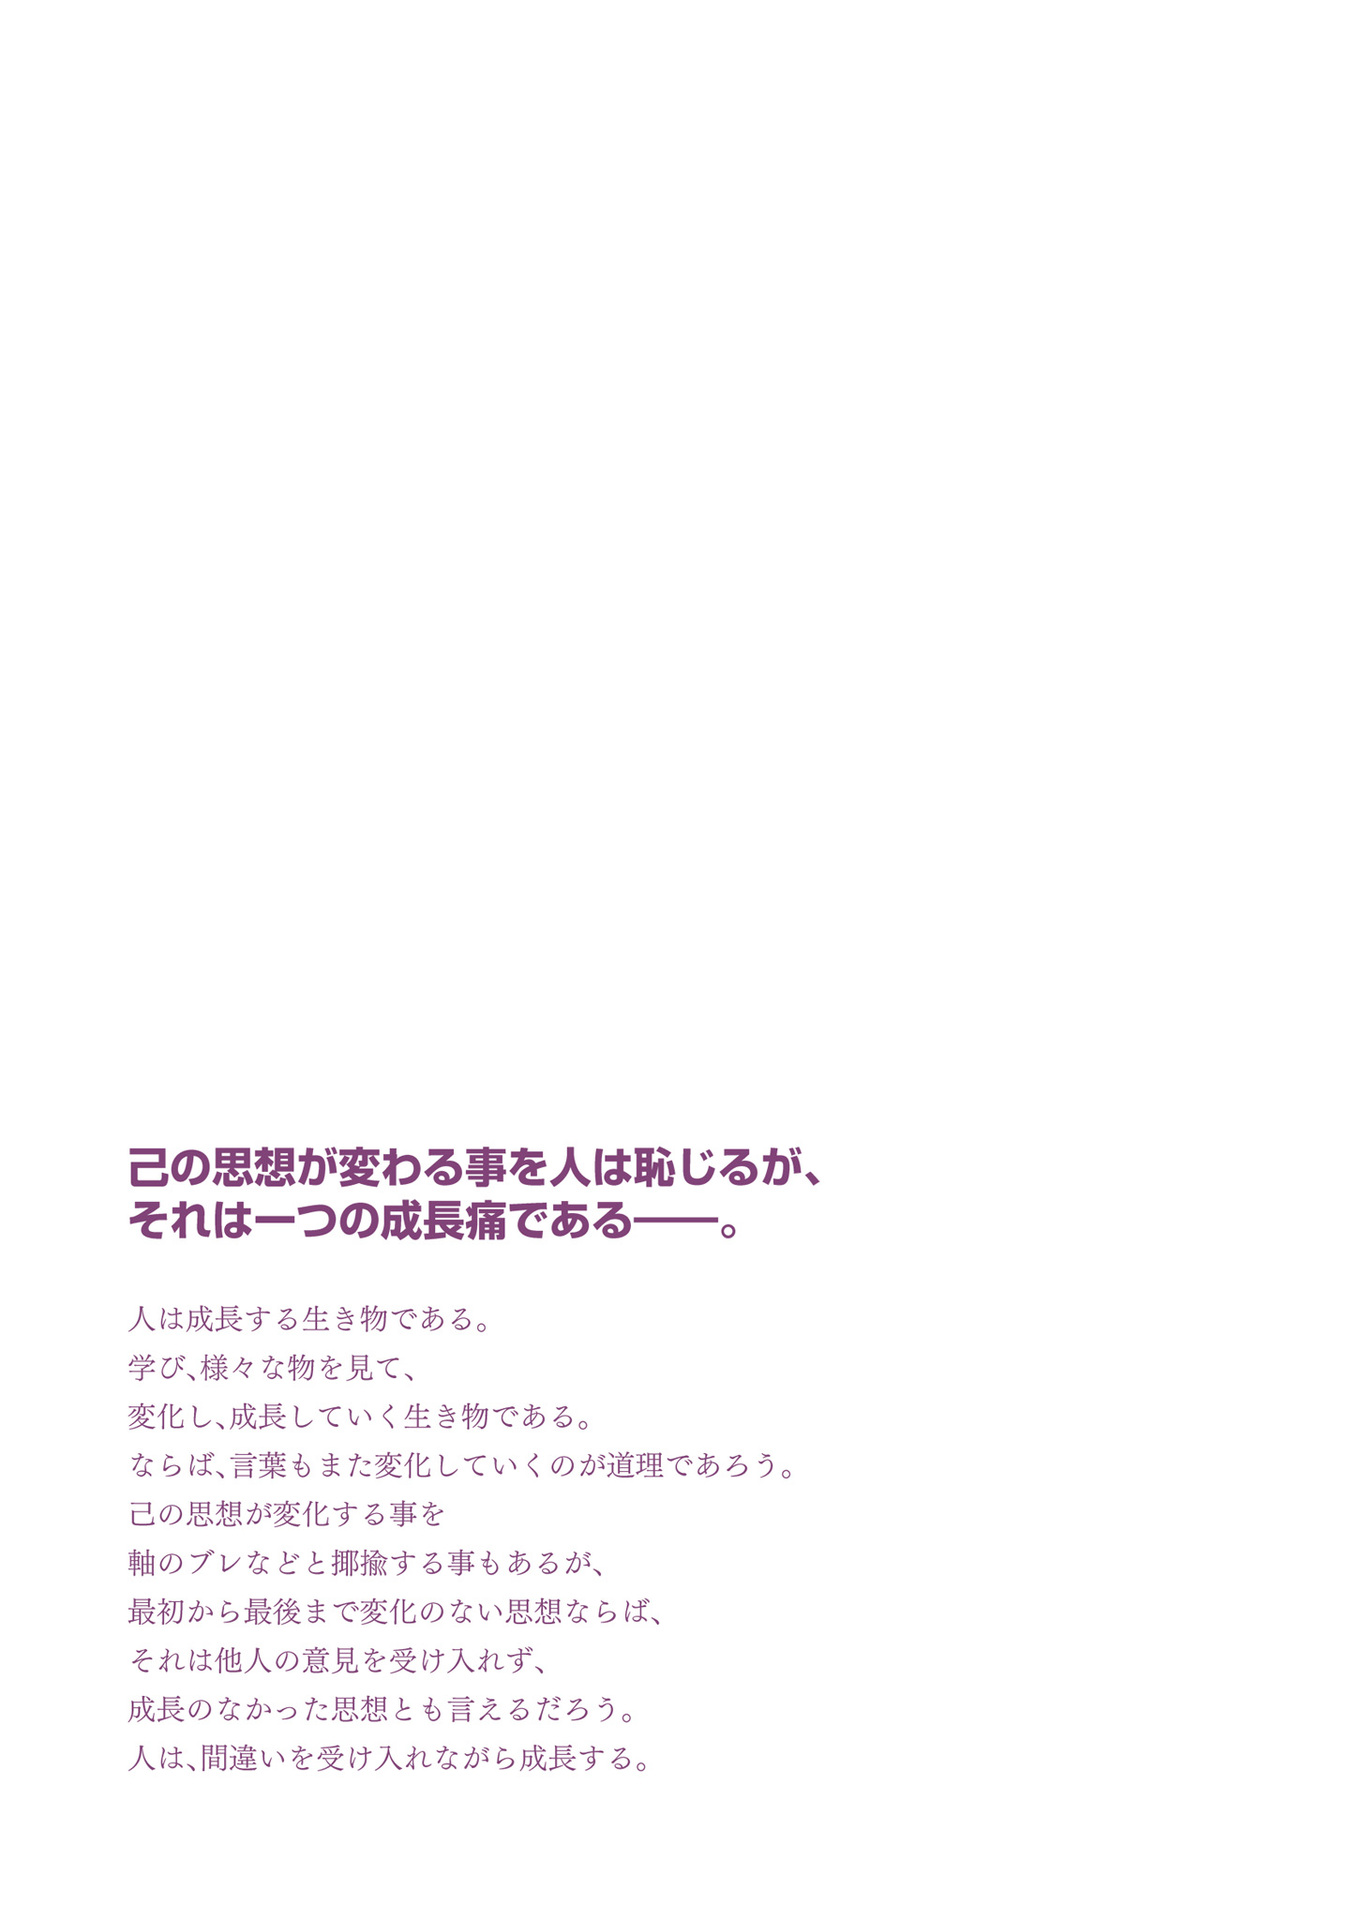 己の思想が変わる事を人は恥じるが、
それは一つの成長痛である――。
人は成長する生き物である。
学び、様々な物を見て、
変化し、成長していく生き物である。
ならば、言葉もまた変化していくのが道理であろう。
己の思想が変化する事を
軸のブレなどと揶揄する事もあるが、
最初から最後まで変化のない思想ならば、
それは他人の意見を受け入れず、
成長のなかった思想とも言えるだろう。
人は、間違いを受け入れながら成長する。